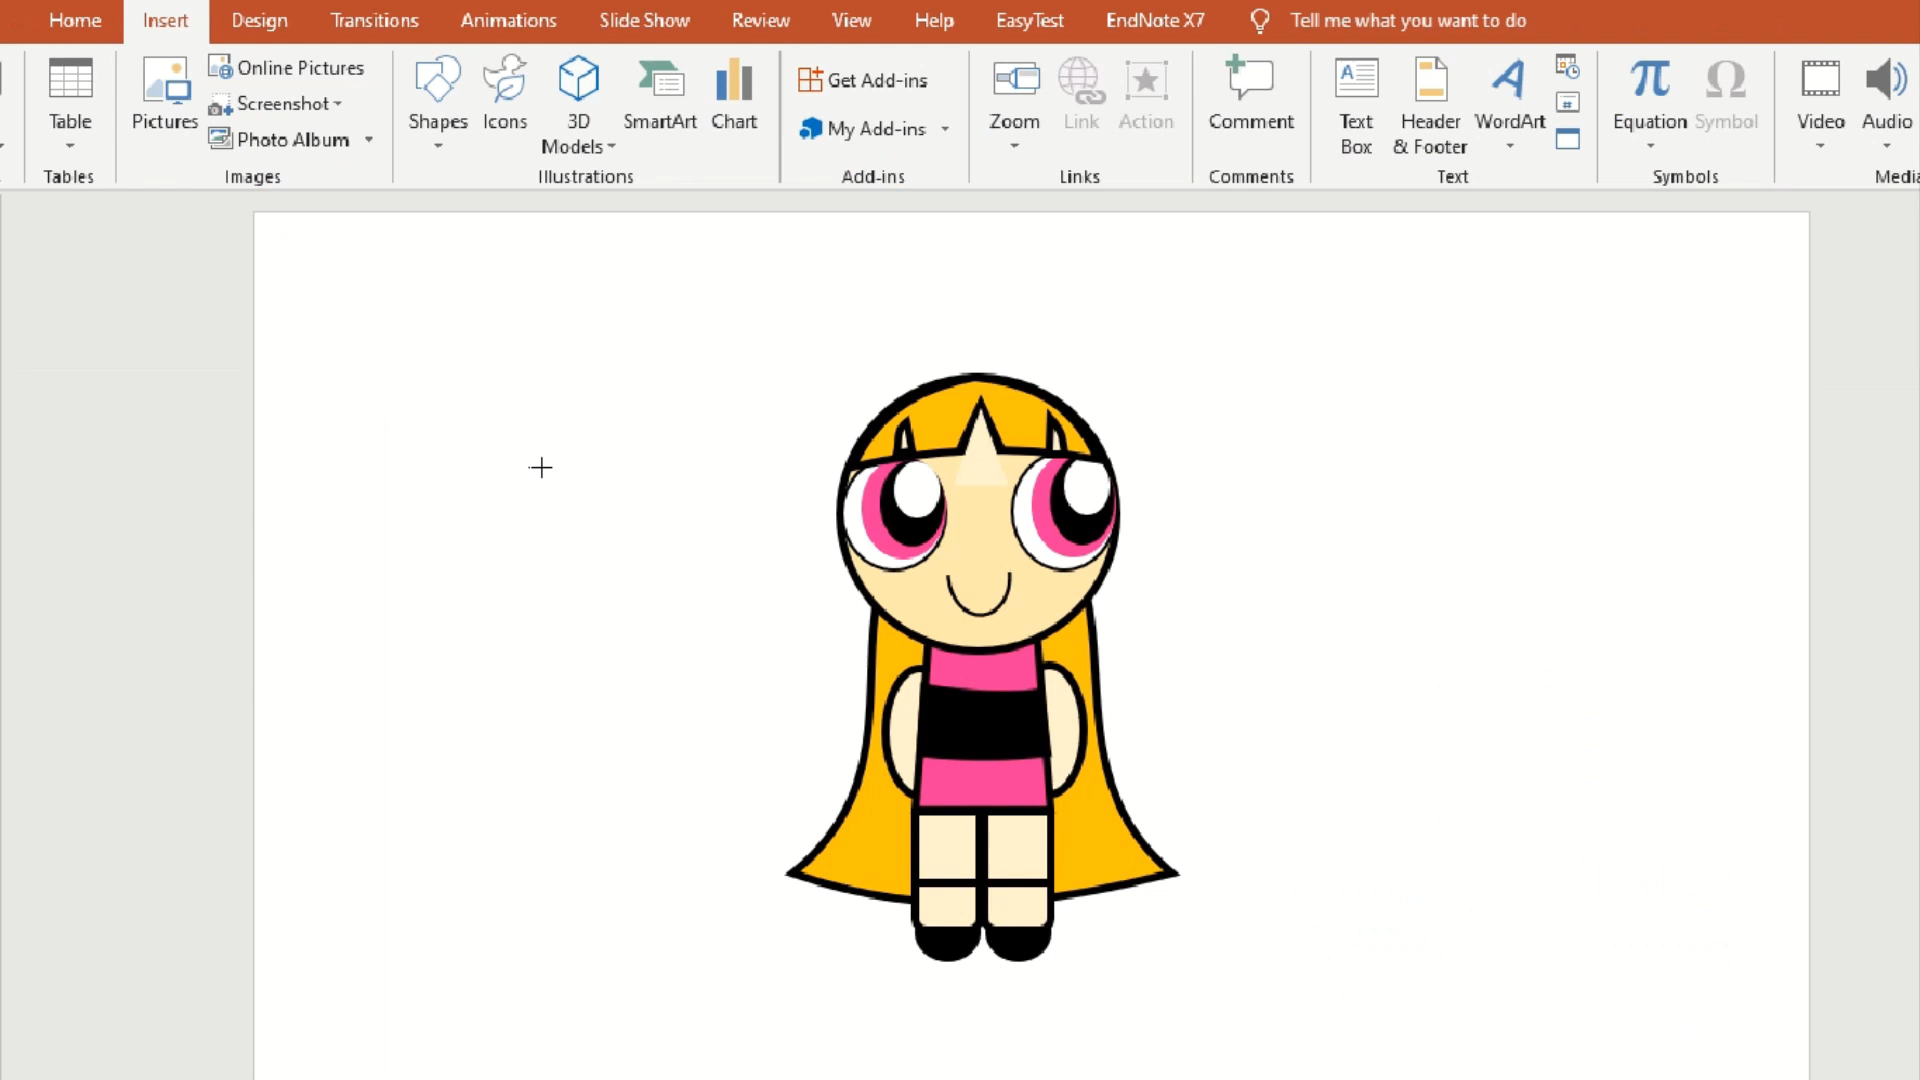 Home Insert Design Transitions Animations Slide Show Review View Help EasyTest EndNote X7 Tell me what you want to do
Table
Pictures
Online Pictures
Screenshot
Photo Album
Shapes
Icons
3D
Models
SmartArt
Chart
Get Add-ins
My Add-ins
Zoom
Link
Action
Comment
Text
Box
Header
& Footer
WordArt
Equation
Symbol
Video
Audio
Tables Images Illustrations Add-ins Links Comments Text Symbols Media